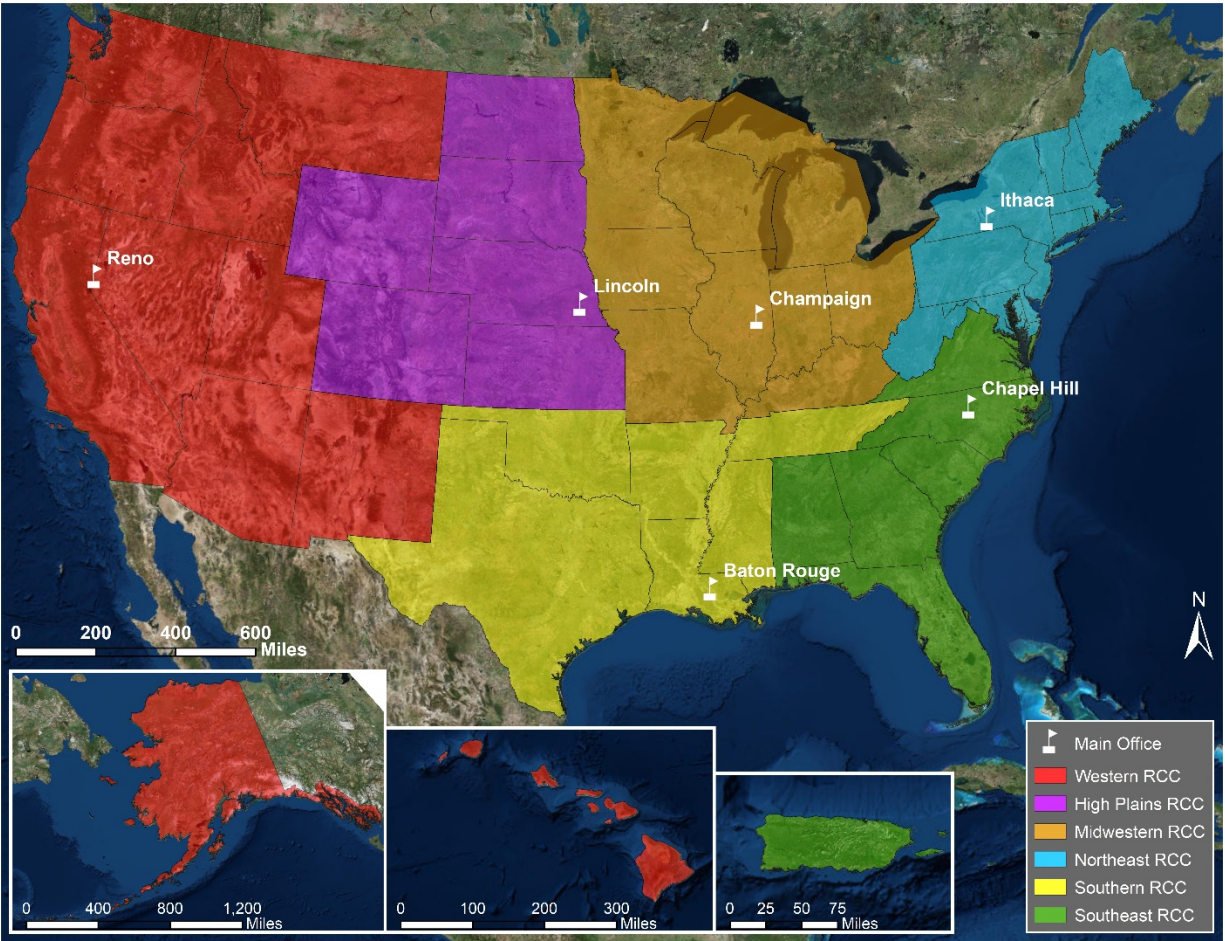 Ithaca
Reno
Lincoln
Champaign
Chapel Hill
Baton Rouge
N
0 200 400 600
Miles
Main Office
Western RCC
High Plains RCC
Midwestern RCC
Northeast RCC
Southern RCC
Southeast RCC
0 400 800 1,200
Miles
0 100 200 300
Miles
0 25 50 75
Miles